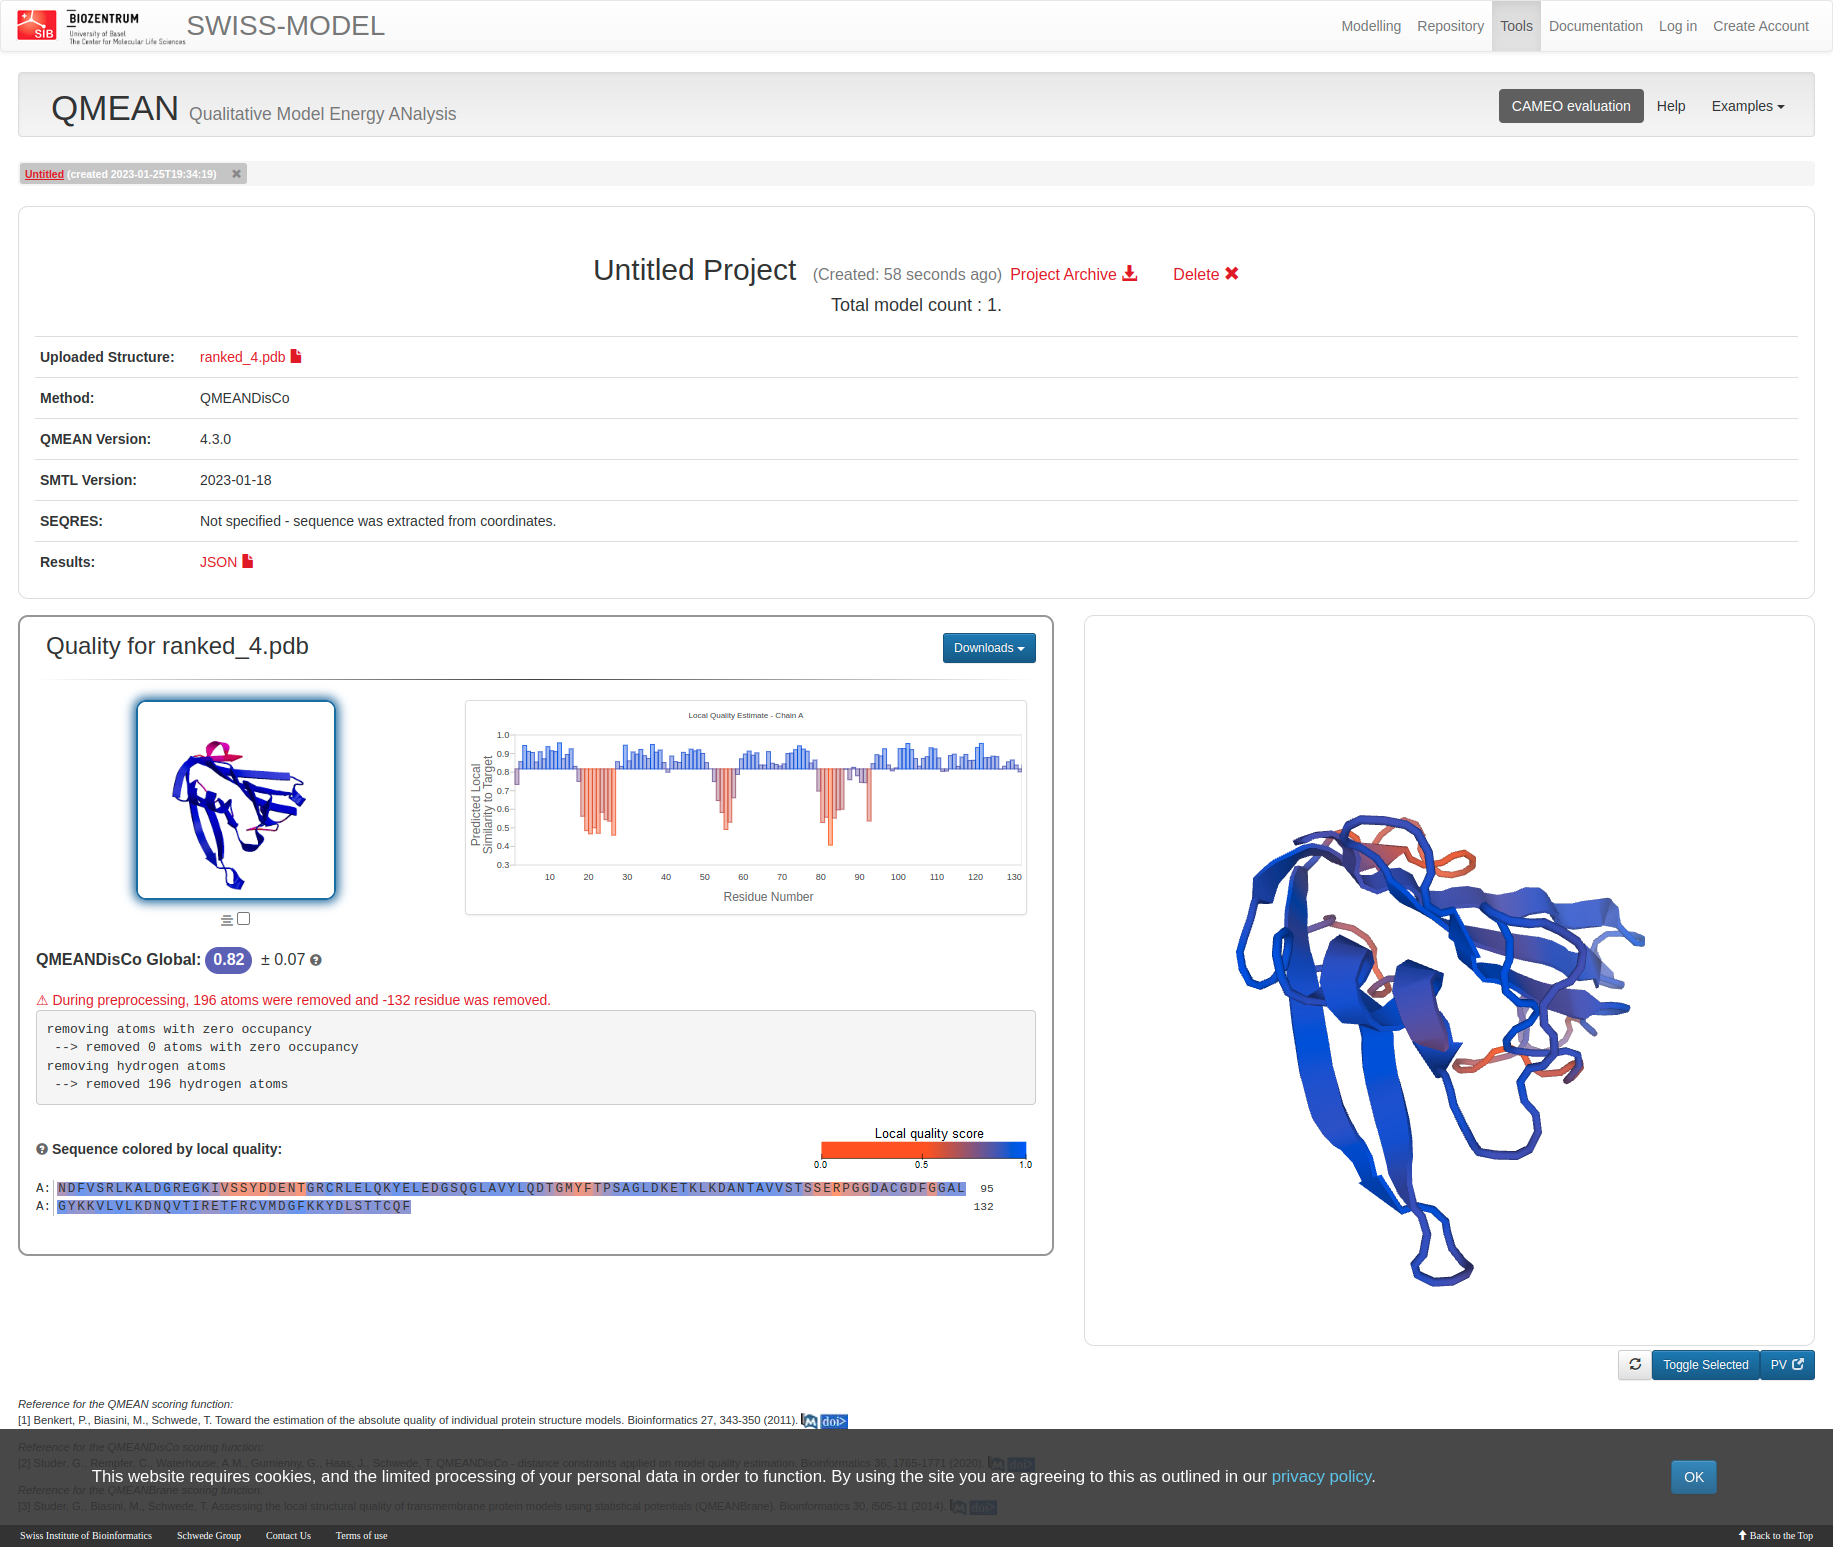 SIB
BIOZENTRUM
University of Basel
The Center for Molecular Life Sciences
SWISS-MODEL
Modelling
Repository
Tools
Documentation
Log in
Create Account
QMEAN Qualitative Model Energy ANalysis
CAMEO evaluation
Help
Examples
Untitled (created 2023-01-25T19:34:19)
Untitled Project (Created: 58 seconds ago) Project Archive Delete
Total model count : 1.
Uploaded Structure: ranked_4.pdb
Method: QMEANDisCo
QMEAN Version: 4.3.0
SMTL Version: 2023-01-18
SEQRES: Not specified - sequence was extracted from coordinates.
Results: JSON
Quality for ranked_4.pdb
Downloads
Local Quality Estimate - Chain A
Predicted Local
Similarity to Target
1.0
0.9
0.8
0.7
0.6
0.5
0.4
0.3
10 20 30 40 50 60 70 80 90 100 110 120 130
Residue Number
QMEANDisCo Global: 0.82 ± 0.07
During preprocessing, 196 atoms were removed and -132 residue was removed.
removing atoms with zero occupancy
--> removed 0 atoms with zero occupancy
removing hydrogen atoms
--> removed 196 hydrogen atoms
Sequence colored by local quality:
Local quality score
0.0 0.5 1.0
A: NDFVSRLKALDGREGKIVSSYDDENTGRCRLELQKYELEDGSQGLAVYLQDTGMYFTPSAGLDKETKLKDANTAVVSTSSERPGGDACGDFGGAL 95
A: GYKKVLVLKDNQVTIRETFRCVMDGFKKYDLSTTCQF 132
Toggle Selected
PV
Reference for the QMEAN scoring function:
[1] Benkert, P., Biasini, M., Schwede, T. Toward the estimation of the absolute quality of individual protein structure models. Bioinformatics 27, 343-350 (2011). M doi>
Reference for the QMEANDisCo scoring function:
[2] Studer, G., Rempfer, C., Waterhouse, A.M., Gumienny, G., Haas, J., Schwede, T. QMEANDisCo - distance constraints applied on model quality estimation. Bioinformatics 36, 1765-1771 (2020). M doi>
This website requires cookies, and the limited processing of your personal data in order to function. By using the site you are agreeing to this as outlined in our privacy policy.
OK
Reference for the QMEANBrane scoring function:
[3] Studer, G., Biasini, M., Schwede, T. Assessing the local structural quality of transmembrane protein models using statistical potentials (QMEANBrane). Bioinformatics 30, i505-11 (2014). M doi>
Swiss Institute of Bioinformatics
Schwede Group
Contact Us
Terms of use
Back to the Top